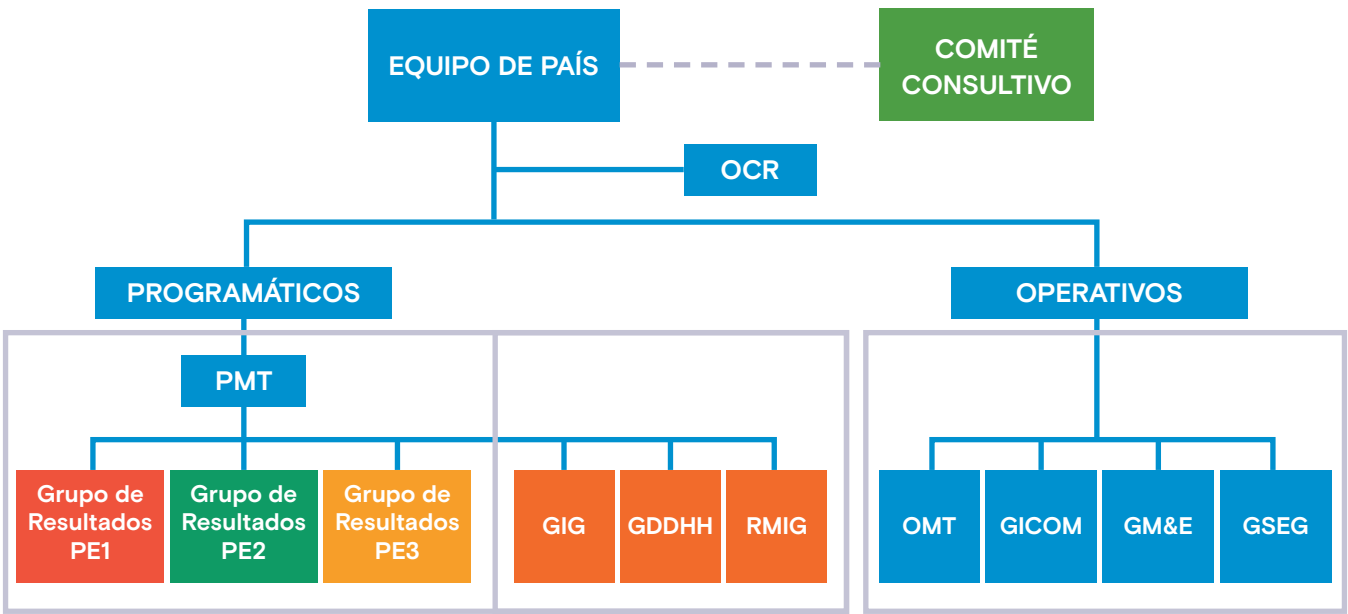 EQUIPO DE PAÍS
COMITÉ
CONSULTIVO
OCR
PROGRAMÁTICOS
OPERATIVOS
PMT
Grupo de
Resultados
PE1
Grupo de
Resultados
PE2
Grupo de
Resultados
PE3
GIG
GDDHH
RMIG
OMT
GICOM
GM&E
GSEG